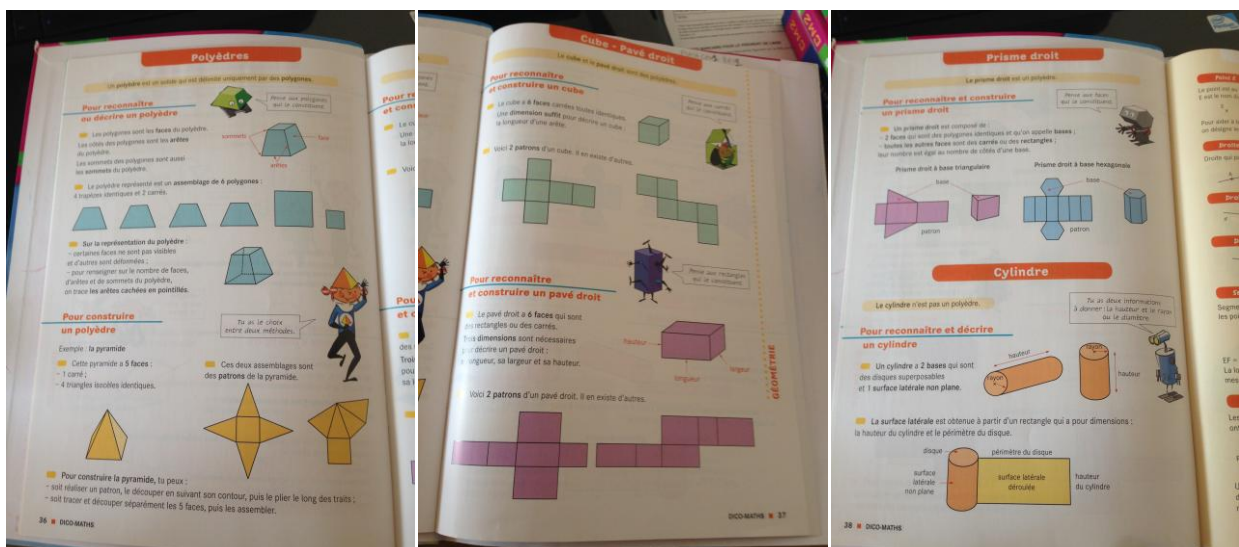 Polyèdres
Un polyèdre est un solide qui est délimité uniquement par des polygones.
Pour reconnaître
ou décrire un polyèdre
Pense aux polygones
qui le constituent.
Les polygones sont les faces du polyèdre.
Les côtés des polygones sont les arêtes
du polyèdre.
Les sommets des polygones sont aussi
les sommets du polyèdre.
sommets
face
arêtes
Le polyèdre représenté est un assemblage de 6 polygones :
4 trapèzes identiques et 2 carrés.
Sur la représentation du polyèdre :
- certaines faces ne sont pas visibles
et d'autres sont déformées ;
- pour renseigner sur le nombre de faces,
d'arêtes et de sommets du polyèdre,
on trace les arêtes cachées en pointillés.
Pour construire
un polyèdre
Tu as le choix
entre deux méthodes.
Exemple : la pyramide
Cette pyramide a 5 faces :
- 1 carré ;
- 4 triangles isocèles identiques.
Ces deux assemblages sont
des patrons de la pyramide.
Pour construire la pyramide, tu peux :
- soit réaliser un patron, le découper en suivant son contour, puis le plier le long des traits ;
- soit tracer et découper séparément les 5 faces, puis les assembler.
36 DICO-MATHS
CM2
Cube - Pavé droit
Le cube et le pavé droit sont des polyèdres.
Pour reconnaître
et construire un cube
Pense aux carrés
qui le constituent.
Le cube a 6 faces carrées toutes identiques.
Une dimension suffit pour décrire un cube :
la longueur d'une arête.
Voici 2 patrons d'un cube. Il en existe d'autres.
Pense aux rectangles
qui le constituent.
Pour reconnaître
et construire un pavé droit
Le pavé droit a 6 faces qui sont
des rectangles ou des carrés.
Trois dimensions sont nécessaires
pour décrire un pavé droit :
longueur, sa largeur et sa hauteur.
hauteur
largeur
longueur
Voici 2 patrons d'un pavé droit. Il en existe d'autres.
GÉOMÉTRIE
DICO-MATHS 37
Prisme droit
Le prisme droit est un polyèdre.
Pour reconnaître et construire
un prisme droit
Pense aux faces
qui le constituent.
Un prisme droit est composé de :
- 2 faces qui sont des polygones identiques et qu'on appelle bases ;
- toutes les autres faces sont des carrés ou des rectangles ;
leur nombre est égal au nombre de côtés d'une base.
Prisme droit à base triangulaire
Prisme droit à base hexagonale
base
patron
base
patron
Cylindre
Le cylindre n'est pas un polyèdre.
Tu as deux informations
à donner : la hauteur et le rayon
ou le diamètre.
Pour reconnaître et décrire
un cylindre
Un cylindre a 2 bases qui sont
des disques superposables
et 1 surface latérale non plane.
hauteur
rayon
rayon
hauteur
La surface latérale est obtenue à partir d'un rectangle qui a pour dimensions :
la hauteur du cylindre et le périmètre du disque.
disque
périmètre du disque
surface
latérale
non plane
surface latérale
déroulée
hauteur
du cylindre
38 DICO-MATHS